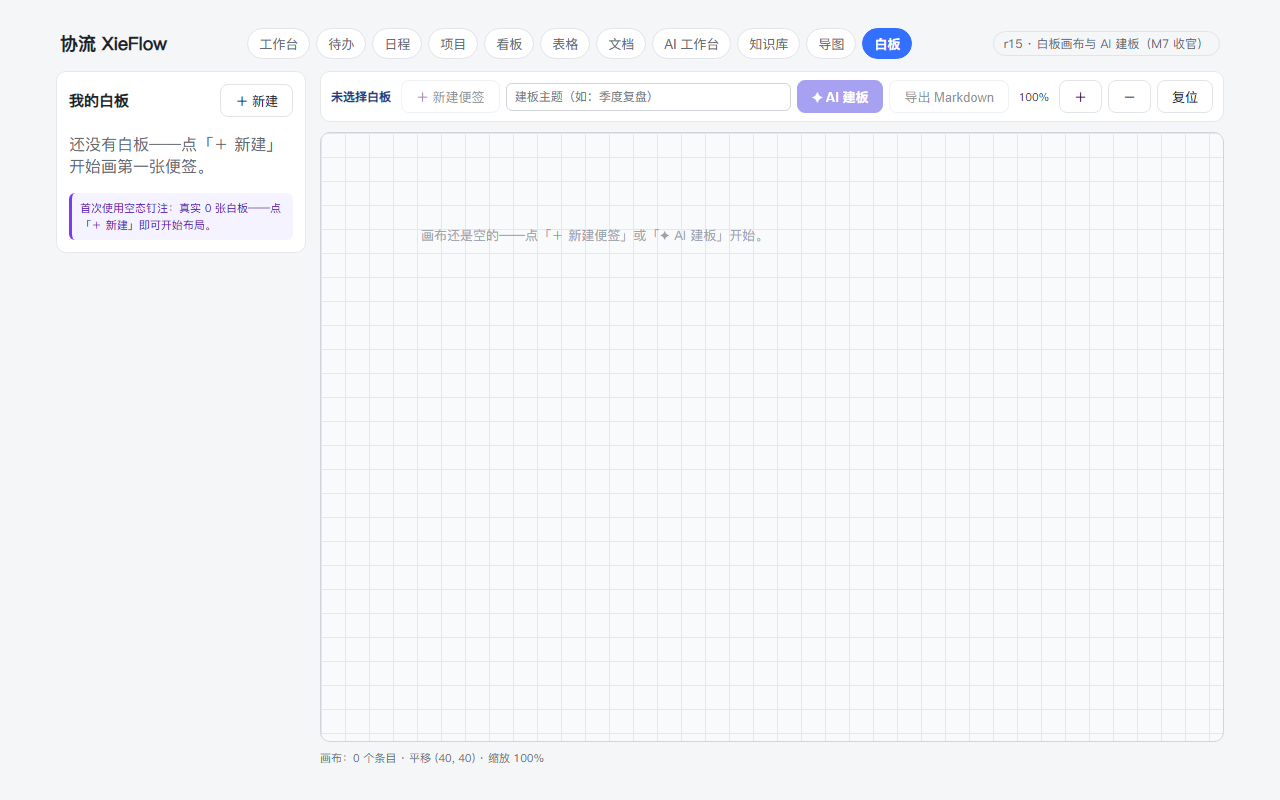 协流 XieFlow
工作台
待办
日程
项目
看板
表格
文档
AI 工作台
知识库
导图
白板
r15 · 白板画布与 AI 建板（M7 收官）
我的白板
＋ 新建
还没有白板——点「＋ 新建」
开始画第一张便签。
首次使用空态钉注：真实 0 张白板——点
「＋ 新建」即可开始布局。
未选择白板
＋ 新建便签
建板主题（如：季度复盘）
✦ AI 建板
导出 Markdown
100%
＋
－
复位
画布还是空的——点「＋ 新建便签」或「✦ AI 建板」开始。
画布：0 个条目 · 平移 (40, 40) · 缩放 100%